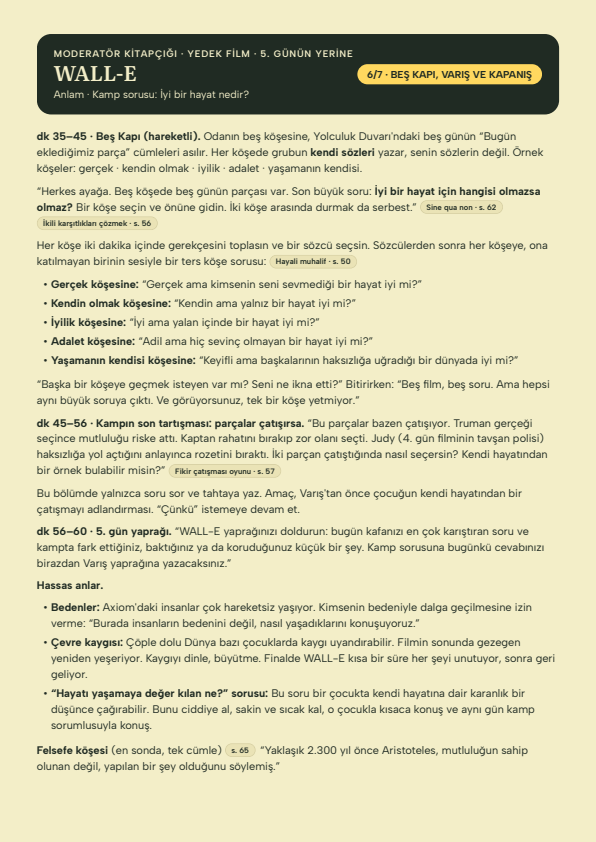 MODERATÖR KİTAPÇIĞI · YEDEK FİLM · 5. GÜNÜN YERİNE
WALL-E
6/7 · BEŞ KAPI, VARIŞ VE KAPANIŞ
Anlam · Kamp sorusu: İyi bir hayat nedir?
dk 35–45 · Beş Kapı (hareketli). Odanın beş köşesine, Yolculuk Duvarı'ndaki beş günün “Bugün
eklediğimiz parça” cümleleri asılır. Her köşede grubun kendi sözleri yazar, senin sözlerin değil. Örnek
köşeler: gerçek · kendin olmak · iyilik · adalet · yaşamanın kendisi.
“Herkes ayağa. Beş köşede beş günün parçası var. Son büyük soru: İyi bir hayat için hangisi olmazsa
olmaz? Bir köşe seçin ve önüne gidin. İki köşe arasında durmak da serbest.” Sine qua non · s. 62
İkili karşıtlıkları çözmek · s. 56
Her köşe iki dakika içinde gerekçesini toplasın ve bir sözcü seçsin. Sözcülerden sonra her köşeye, ona
katılmayan birinin sesiyle bir ters köşe sorusu: Hayali muhalif · s. 50
• Gerçek köşesine: “Gerçek ama kimsenin seni sevmediği bir hayat iyi mi?”
• Kendin olmak köşesine: “Kendin ama yalnız bir hayat iyi mi?”
• İyilik köşesine: “İyi ama yalan içinde bir hayat iyi mi?”
• Adalet köşesine: “Adil ama hiç sevinç olmayan bir hayat iyi mi?”
• Yaşamanın kendisi köşesine: “Keyifli ama başkalarının haksızlığa uğradığı bir dünyada iyi mi?”
“Başka bir köşeye geçmek isteyen var mı? Seni ne ikna etti?” Bitirirken: “Beş film, beş soru. Ama hepsi
aynı büyük soruya çıktı. Ve görüyorsunuz, tek bir köşe yetmiyor.”
dk 45–56 · Kampın son tartışması: parçalar çatışırsa. “Bu parçalar bazen çatışıyor. Truman gerçeği
seçince mutluluğu riske attı. Kaptan rahatını bırakıp zor olanı seçti. Judy (4. gün filminin tavşan polisi)
haksızlığa yol açtığını anlayınca rozetini bıraktı. İki parçan çatıştığında nasıl seçersin? Kendi hayatından
bir örnek bulabilir misin?” Fikir çatışması oyunu · s. 57
Bu bölümde yalnızca soru sor ve tahtaya yaz. Amaç, Varış'tan önce çocuğun kendi hayatından bir
çatışmayı adlandırması. “Çünkü” istemeye devam et.
dk 56–60 · 5. gün yaprağı. “WALL-E yaprağınızı doldurun: bugün kafanızı en çok karıştıran soru ve
kampta fark ettiğiniz, baktığınız ya da koruduğunuz küçük bir şey. Kamp sorusuna bugünkü cevabınızı
birazdan Varış yaprağına yazacaksınız.”
Hassas anlar.
• Bedenler: Axiom'daki insanlar çok hareketsiz yaşıyor. Kimsenin bedeniyle dalga geçilmesine izin
verme: “Burada insanların bedenini değil, nasıl yaşadıklarını konuşuyoruz.”
• Çevre kaygısı: Çöple dolu Dünya bazı çocuklarda kaygı uyandırabilir. Filmin sonunda gezegen
yeniden yeşeriyor. Kaygıyı dinle, büyütme. Finalde WALL-E kısa bir süre her şeyi unutuyor, sonra geri
geliyor.
• “Hayatı yaşamaya değer kılan ne?” sorusu: Bu soru bir çocukta kendi hayatına dair karanlık bir
düşünce çağırabilir. Bunu ciddiye al, sakin ve sıcak kal, o çocukla kısaca konuş ve aynı gün kamp
sorumlusuyla konuş.
Felsefe köşesi (en sonda, tek cümle) s. 65 “Yaklaşık 2.300 yıl önce Aristoteles, mutluluğun sahip
olunan değil, yapılan bir şey olduğunu söylemiş.”